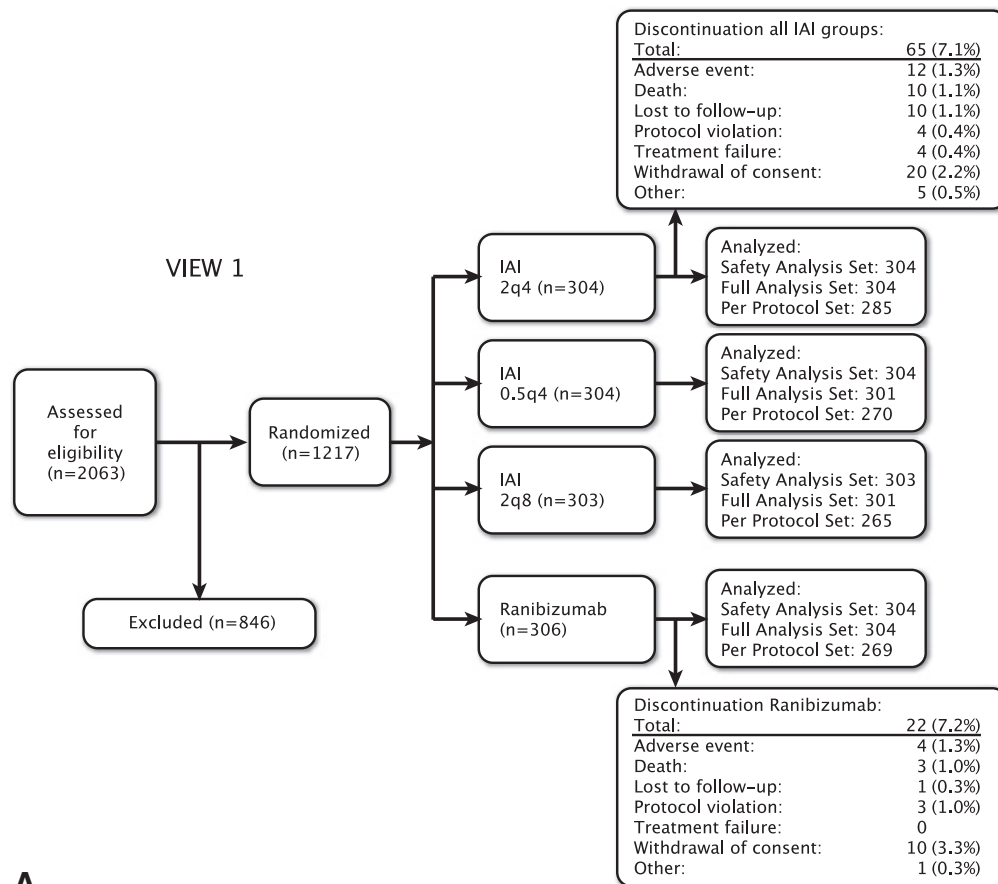 Discontinuation all IAI groups:
Total: 65 (7.1%)
Adverse event: 12 (1.3%)
Death: 10 (1.1%)
Lost to follow-up: 10 (1.1%)
Protocol violation: 4 (0.4%)
Treatment failure: 4 (0.4%)
Withdrawal of consent: 20 (2.2%)
Other: 5 (0.5%)
VIEW 1
IAI
2q4 (n=304)
Analyzed:
Safety Analysis Set: 304
Full Analysis Set: 304
Per Protocol Set: 285
Assessed
for
eligibility
(n=2063)
Randomized
(n=1217)
IAI
0.5q4 (n=304)
Analyzed:
Safety Analysis Set: 304
Full Analysis Set: 301
Per Protocol Set: 270
IAI
2q8 (n=303)
Analyzed:
Safety Analysis Set: 303
Full Analysis Set: 301
Per Protocol Set: 265
Excluded (n=846)
Ranibizumab
(n=306)
Analyzed:
Safety Analysis Set: 304
Full Analysis Set: 304
Per Protocol Set: 269
Discontinuation Ranibizumab:
Total: 22 (7.2%)
Adverse event: 4 (1.3%)
Death: 3 (1.0%)
Lost to follow-up: 1 (0.3%)
Protocol violation: 3 (1.0%)
Treatment failure: 0
Withdrawal of consent: 10 (3.3%)
Other: 1 (0.3%)
A